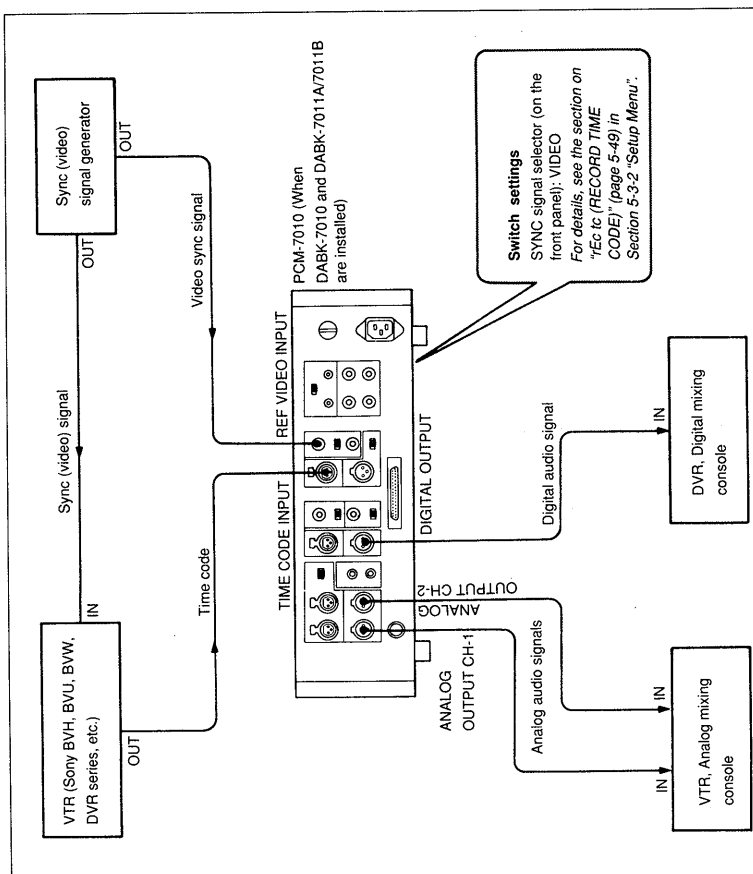 Sync (video)
signal generator
OUT
OUT
Sync (video) signal
Video sync signal
IN
VTR (Sony BVH, BVU, BVW,
DVR series, etc.)
OUT
Time code
PCM-7010 (When
DABK-7010 and DABK-7011A/7011B
are installed)
REF VIDEO INPUT
TIME CODE INPUT
DIGITAL OUTPUT
ANALOG
OUTPUT CH-2
ANALOG
OUTPUT CH-1
Switch settings
SYNC signal selector (on the
front panel): VIDEO
For details, see the section on
"rEc tc (RECORD TIME
CODE)" (page 5-49) in
Section 5-3-2 "Setup Menu".
Digital audio signal
IN
DVR, Digital mixing
console
Analog audio signals
IN
IN
VTR, Analog mixing
console